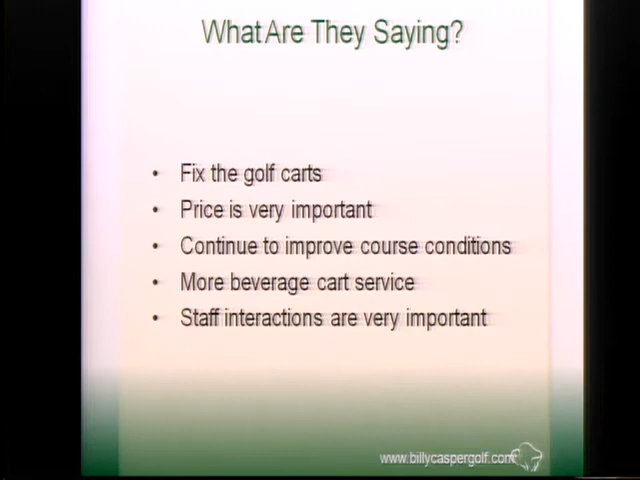 What Are They Saying?
• Fix the golf carts
• Price is very important
• Continue to improve course conditions
• More beverage cart service
• Staff interactions are very important
www.billycaspergolf.com